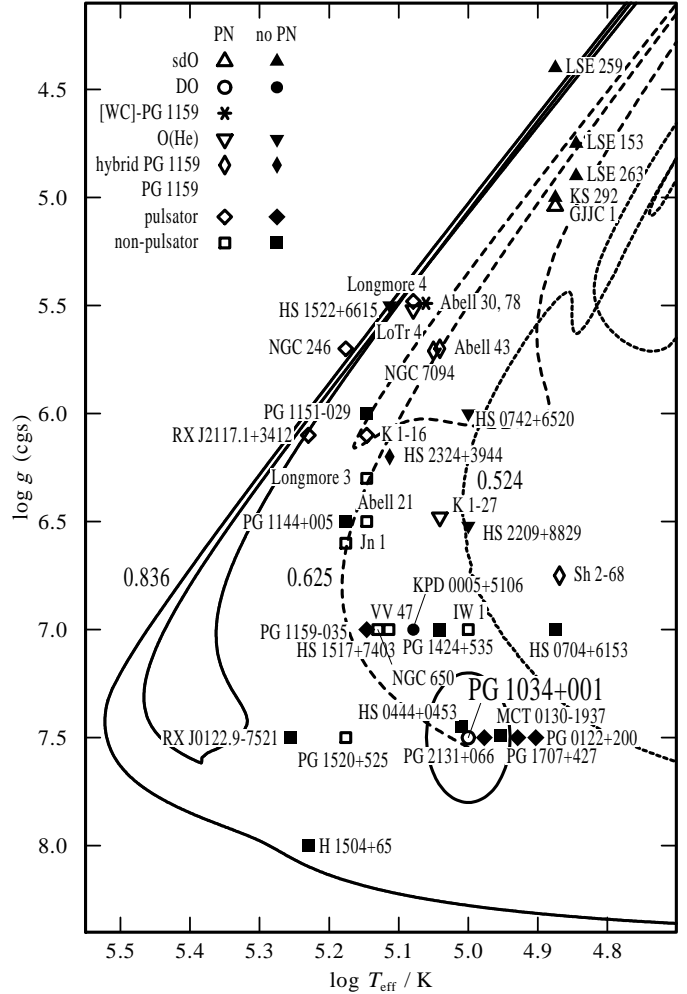 PN no PN
sdO
DO
[WC]-PG 1159
O(He)
hybrid PG 1159
PG 1159
pulsator
non-pulsator
LSE 259
LSE 153
LSE 263
KS 292
GJJC 1
Longmore 4
HS 1522+6615
Abell 30, 78
LoTr 4
NGC 246
Abell 43
NGC 7094
PG 1151-029
HS 0742+6520
RX J2117.1+3412
K 1-16
HS 2324+3944
Longmore 3
0.524
Abell 21
K 1-27
PG 1144+005
HS 2209+8829
Jn 1
0.836
0.625
KPD 0005+5106
Sh 2-68
VV 47
IW 1
PG 1159-035
PG 1424+535
HS 1517+7403
HS 0704+6153
NGC 650
PG 1034+001
HS 0444+0453
MCT 0130-1937
RX J0122.9-7521
PG 0122+200
PG 1520+525
PG 2131+066
PG 1707+427
H 1504+65
4.5
5.0
5.5
6.0
6.5
7.0
7.5
8.0
log g (cgs)
5.5 5.4 5.3 5.2 5.1 5.0 4.9 4.8
log Teff / K